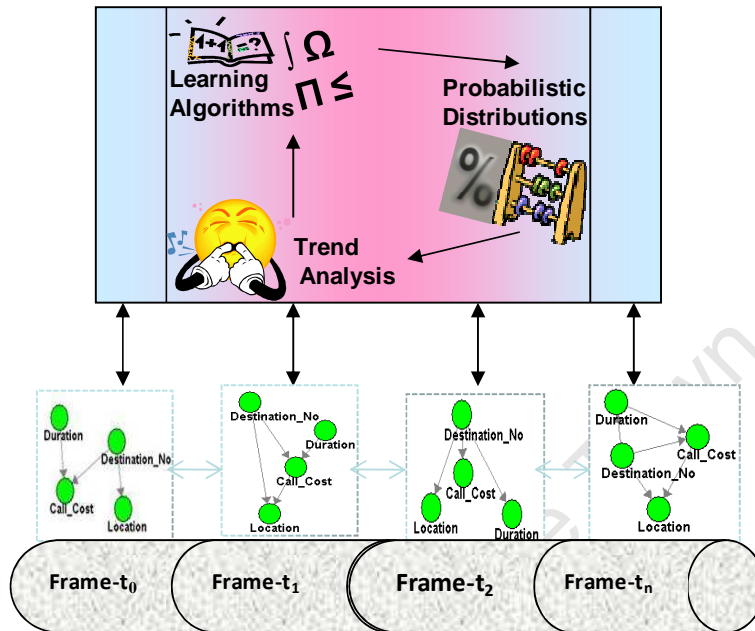 1+1=?
∫ Ω
Π ≤
Learning
Algorithms
Probabilistic
Distributions
%
Trend
Analysis
Duration
Destination_No
Call_Cost
Location
Destination_No
Duration
Call_Cost
Location
Destination_No
Call_Cost
Location
Duration
Duration
Call_Cost
Destination_No
Location
Frame-t₀
Frame-t₁
Frame-t₂
Frame-tₙ